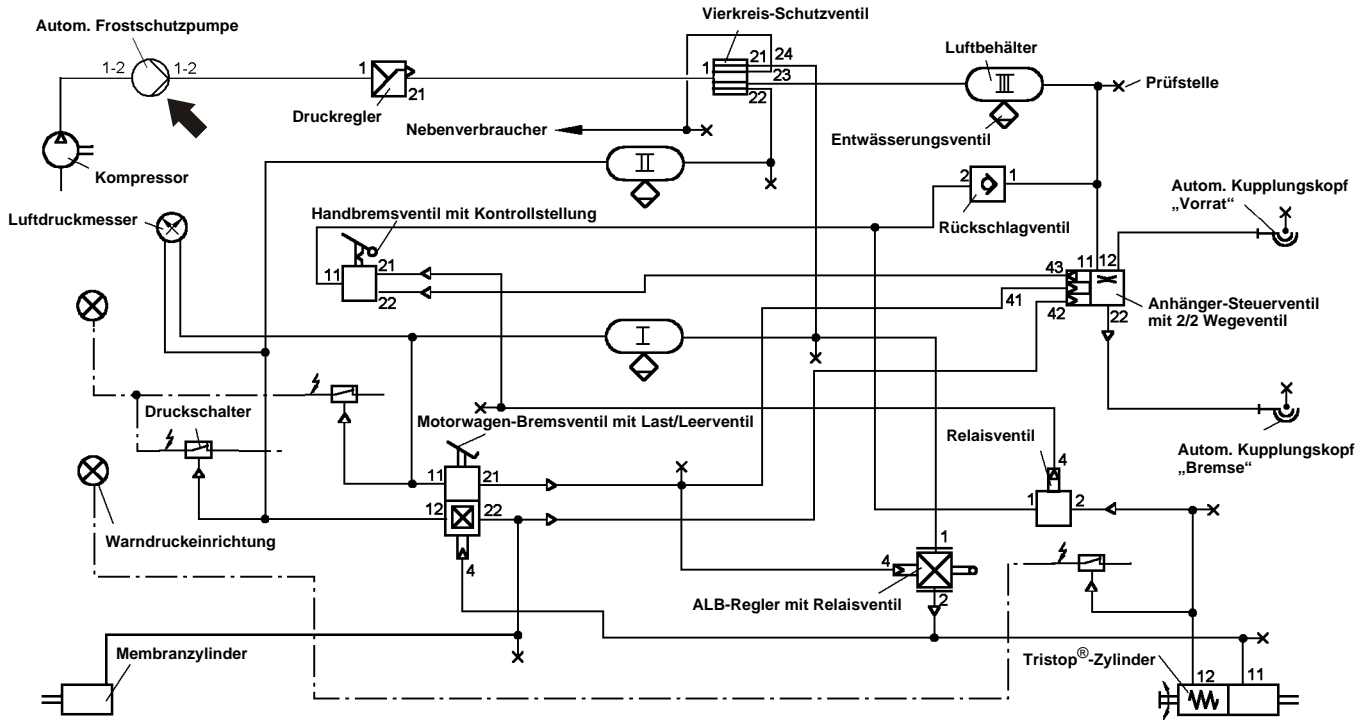 Vierkreis-Schutzventil
Autom. Frostschutzpumpe
Luftbehälter
1-2
1-2
1
21
1
21
24
23
22
III
Prüfstelle
Druckregler
Nebenverbraucher
Entwässerungsventil
Kompressor
II
2
1
Autom. Kupplungskopf
„Vorrat“
Luftdruckmesser
Handbremsventil mit Kontrollstellung
Rückschlagventil
11
21
22
43
11
12
41
42
22
Anhänger-Steuerventil
mit 2/2 Wegeventil
I
Druckschalter
Motorwagen-Bremsventil mit Last/Leerventil
Relaisventil
Autom. Kupplungskopf
„Bremse“
11
21
12
22
4
4
1
2
Warndruckeinrichtung
1
4
2
ALB-Regler mit Relaisventil
Membranzylinder
Tristop®-Zylinder
12
11